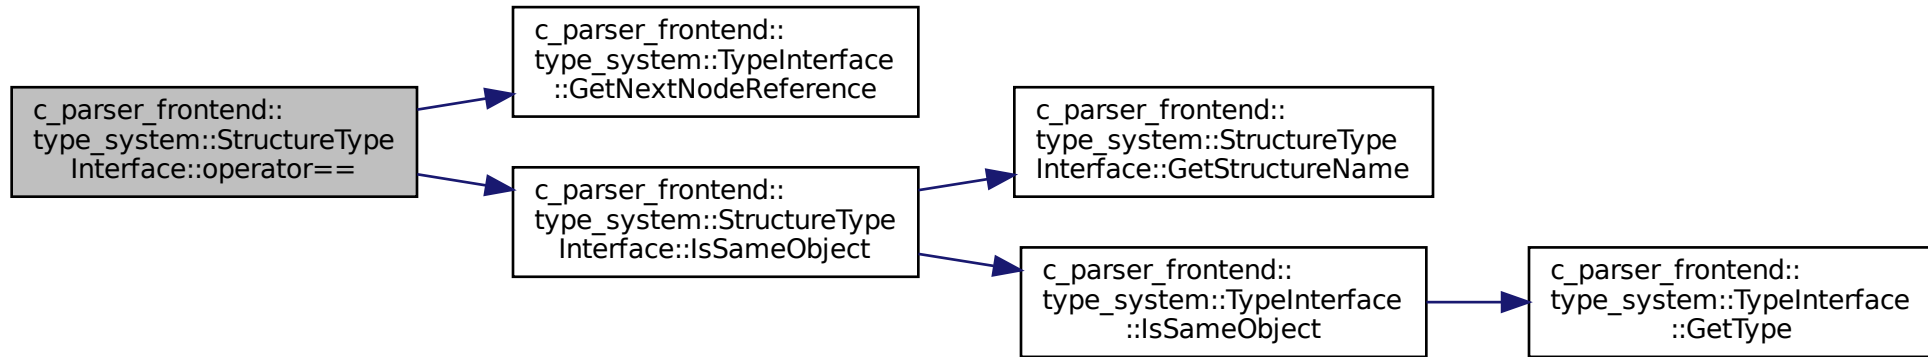 c_parser_frontend::
type_system::StructureType
Interface::operator==
c_parser_frontend::
type_system::TypeInterface
::GetNextNodeReference
c_parser_frontend::
type_system::StructureType
Interface::IsSameObject
c_parser_frontend::
type_system::StructureType
Interface::GetStructureName
c_parser_frontend::
type_system::TypeInterface
::IsSameObject
c_parser_frontend::
type_system::TypeInterface
::GetType